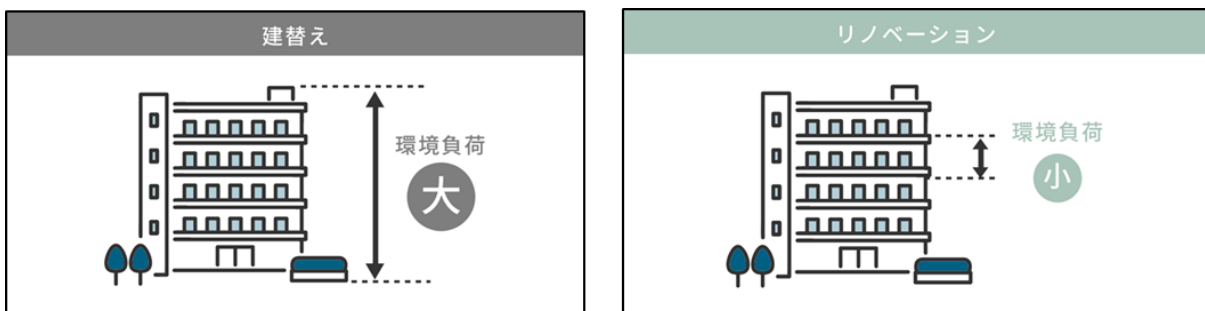 建替え
環境負荷
大
リノベーション
環境負荷
小